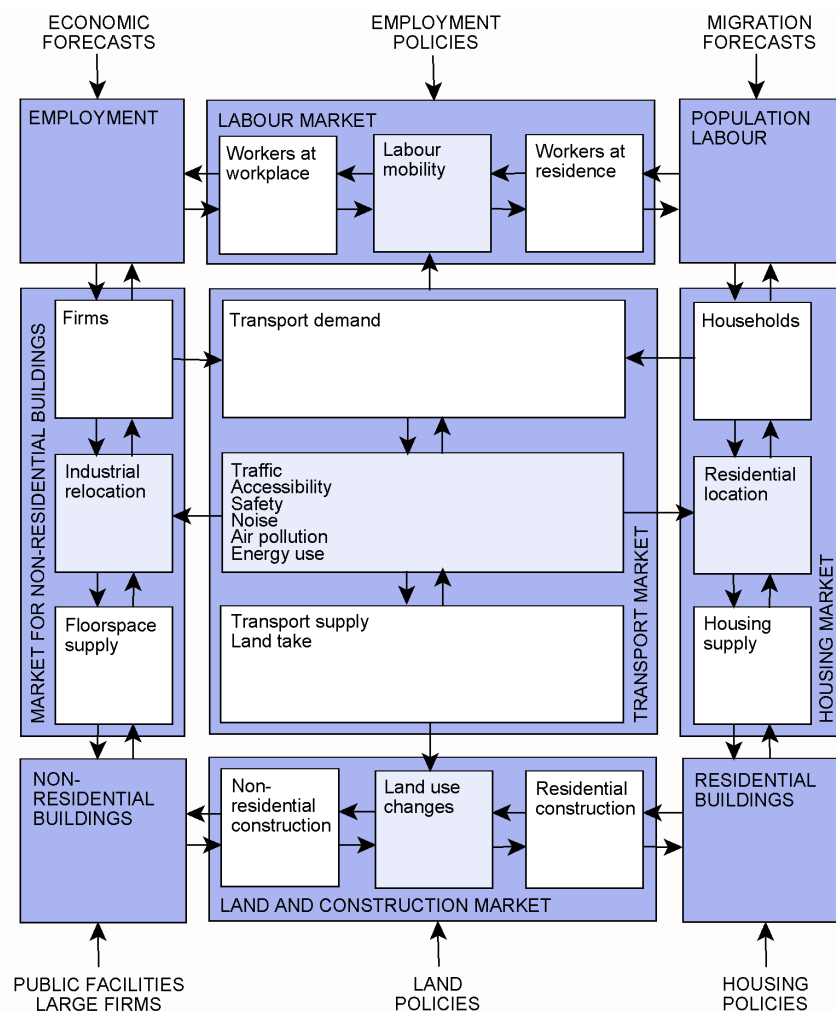 ECONOMIC
FORECASTS
EMPLOYMENT
POLICIES
MIGRATION
FORECASTS
EMPLOYMENT
LABOUR MARKET
POPULATION
LABOUR
Workers at
workplace
Labour
mobility
Workers at
residence
MARKET FOR NON-RESIDENTIAL BUILDINGS
Firms
Industrial
relocation
Floorspace
supply
Transport demand
Traffic
Accessibility
Safety
Noise
Air pollution
Energy use
Transport supply
Land take
TRANSPORT MARKET
Households
Residential
location
Housing
supply
HOUSING MARKET
NON-
RESIDENTIAL
BUILDINGS
Non-
residential
construction
Land use
changes
Residential
construction
LAND AND CONSTRUCTION MARKET
RESIDENTIAL
BUILDINGS
PUBLIC FACILITIES
LARGE FIRMS
LAND
POLICIES
HOUSING
POLICIES